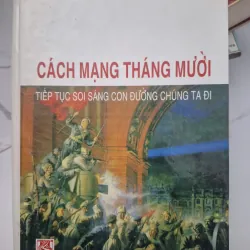 CÁCH MẠNG THÁNG MƯỜI
TIẾP TỤC SOI SÁNG CON ĐƯỜNG CHÚNG TA ĐI